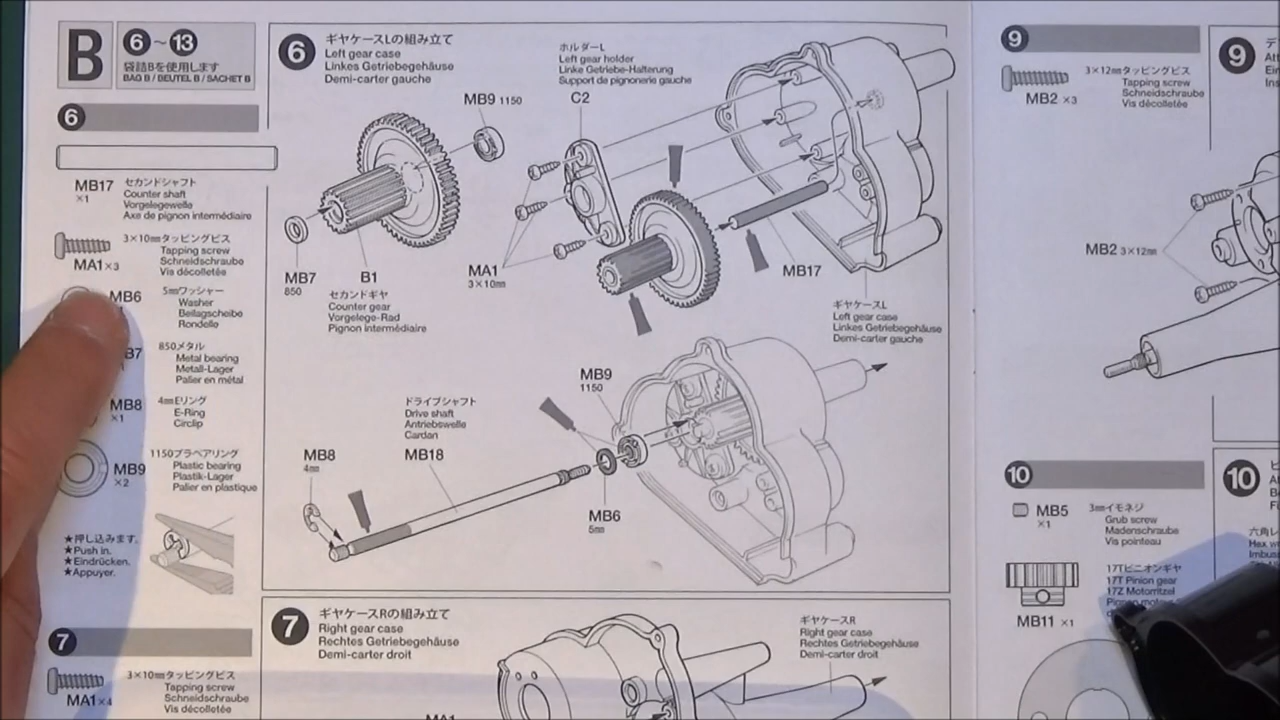 B
6~13
袋詰Bを使用します
BAG B / BEUTEL B / SACHET B
6
MB17
×1
セカンドシャフト
Counter shaft
Vorgelegewelle
Axe de pignon intermédiaire
MA1×3
3×10㎜タッピングビス
Tapping screw
Schneidschraube
Vis décolletée
MB6
5㎜ワッシャー
Washer
Beilagscheibe
Rondelle
B7
850メタル
Metal bearing
Metall-Lager
Palier en métal
MB8
×1
4㎜Eリング
E-Ring
Circlip
MB9
×2
1150プラベアリング
Plastic bearing
Plastik-Lager
Palier en plastique
★押し込みます。
★Push in.
★Eindrücken.
★Appuyer.
7
MA1×4
3×10㎜タッピングビス
Tapping screw
Schneidschraube
Vis décolletée
6
ギヤケースLの組み立て
Left gear case
Linkes Getriebegehäuse
Demi-carter gauche
MB9 1150
ホルダーL
Left gear holder
Linke Getriebe-Halterung
Support de pignonerie gauche
C2
MB7
850
B1
セカンドギヤ
Counter gear
Vorgelege-Rad
Pignon intermédiaire
MA1
3×10㎜
MB17
ギヤケースL
Left gear case
Linkes Getriebegehäuse
Demi-carter gauche
MB9
1150
ドライブシャフト
Drive shaft
Antriebswelle
Cardan
MB18
MB8
4㎜
MB6
5㎜
7
ギヤケースRの組み立て
Right gear case
Rechtes Getriebegehäuse
Demi-carter droit
ギヤケースR
Right gear case
Rechtes Getriebegehäuse
Demi-carter droit
MA1
9
MB2 ×3
3×12㎜タッピングビス
Tapping screw
Schneidschraube
Vis décolletée
9
MB2 3×12㎜
10
MB5
×1
3㎜イモネジ
Grub screw
Madenschraube
Vis pointeau
MB11 ×1
17Tピニオンギヤ
17T Pinion gear
17Z Motorritzel
10
六角レ